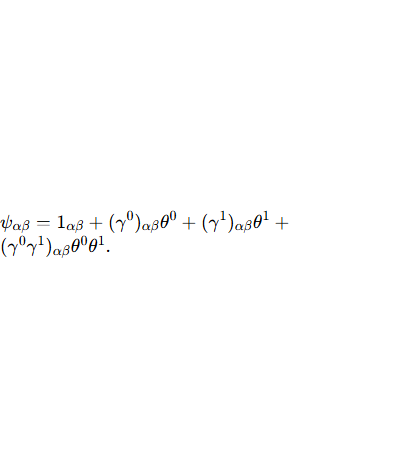 ψ_{αβ} = 1_{αβ} + (γ^0)_{αβ}θ^0 + (γ^1)_{αβ}θ^1 +
(γ^0γ^1)_{αβ}θ^0θ^1.